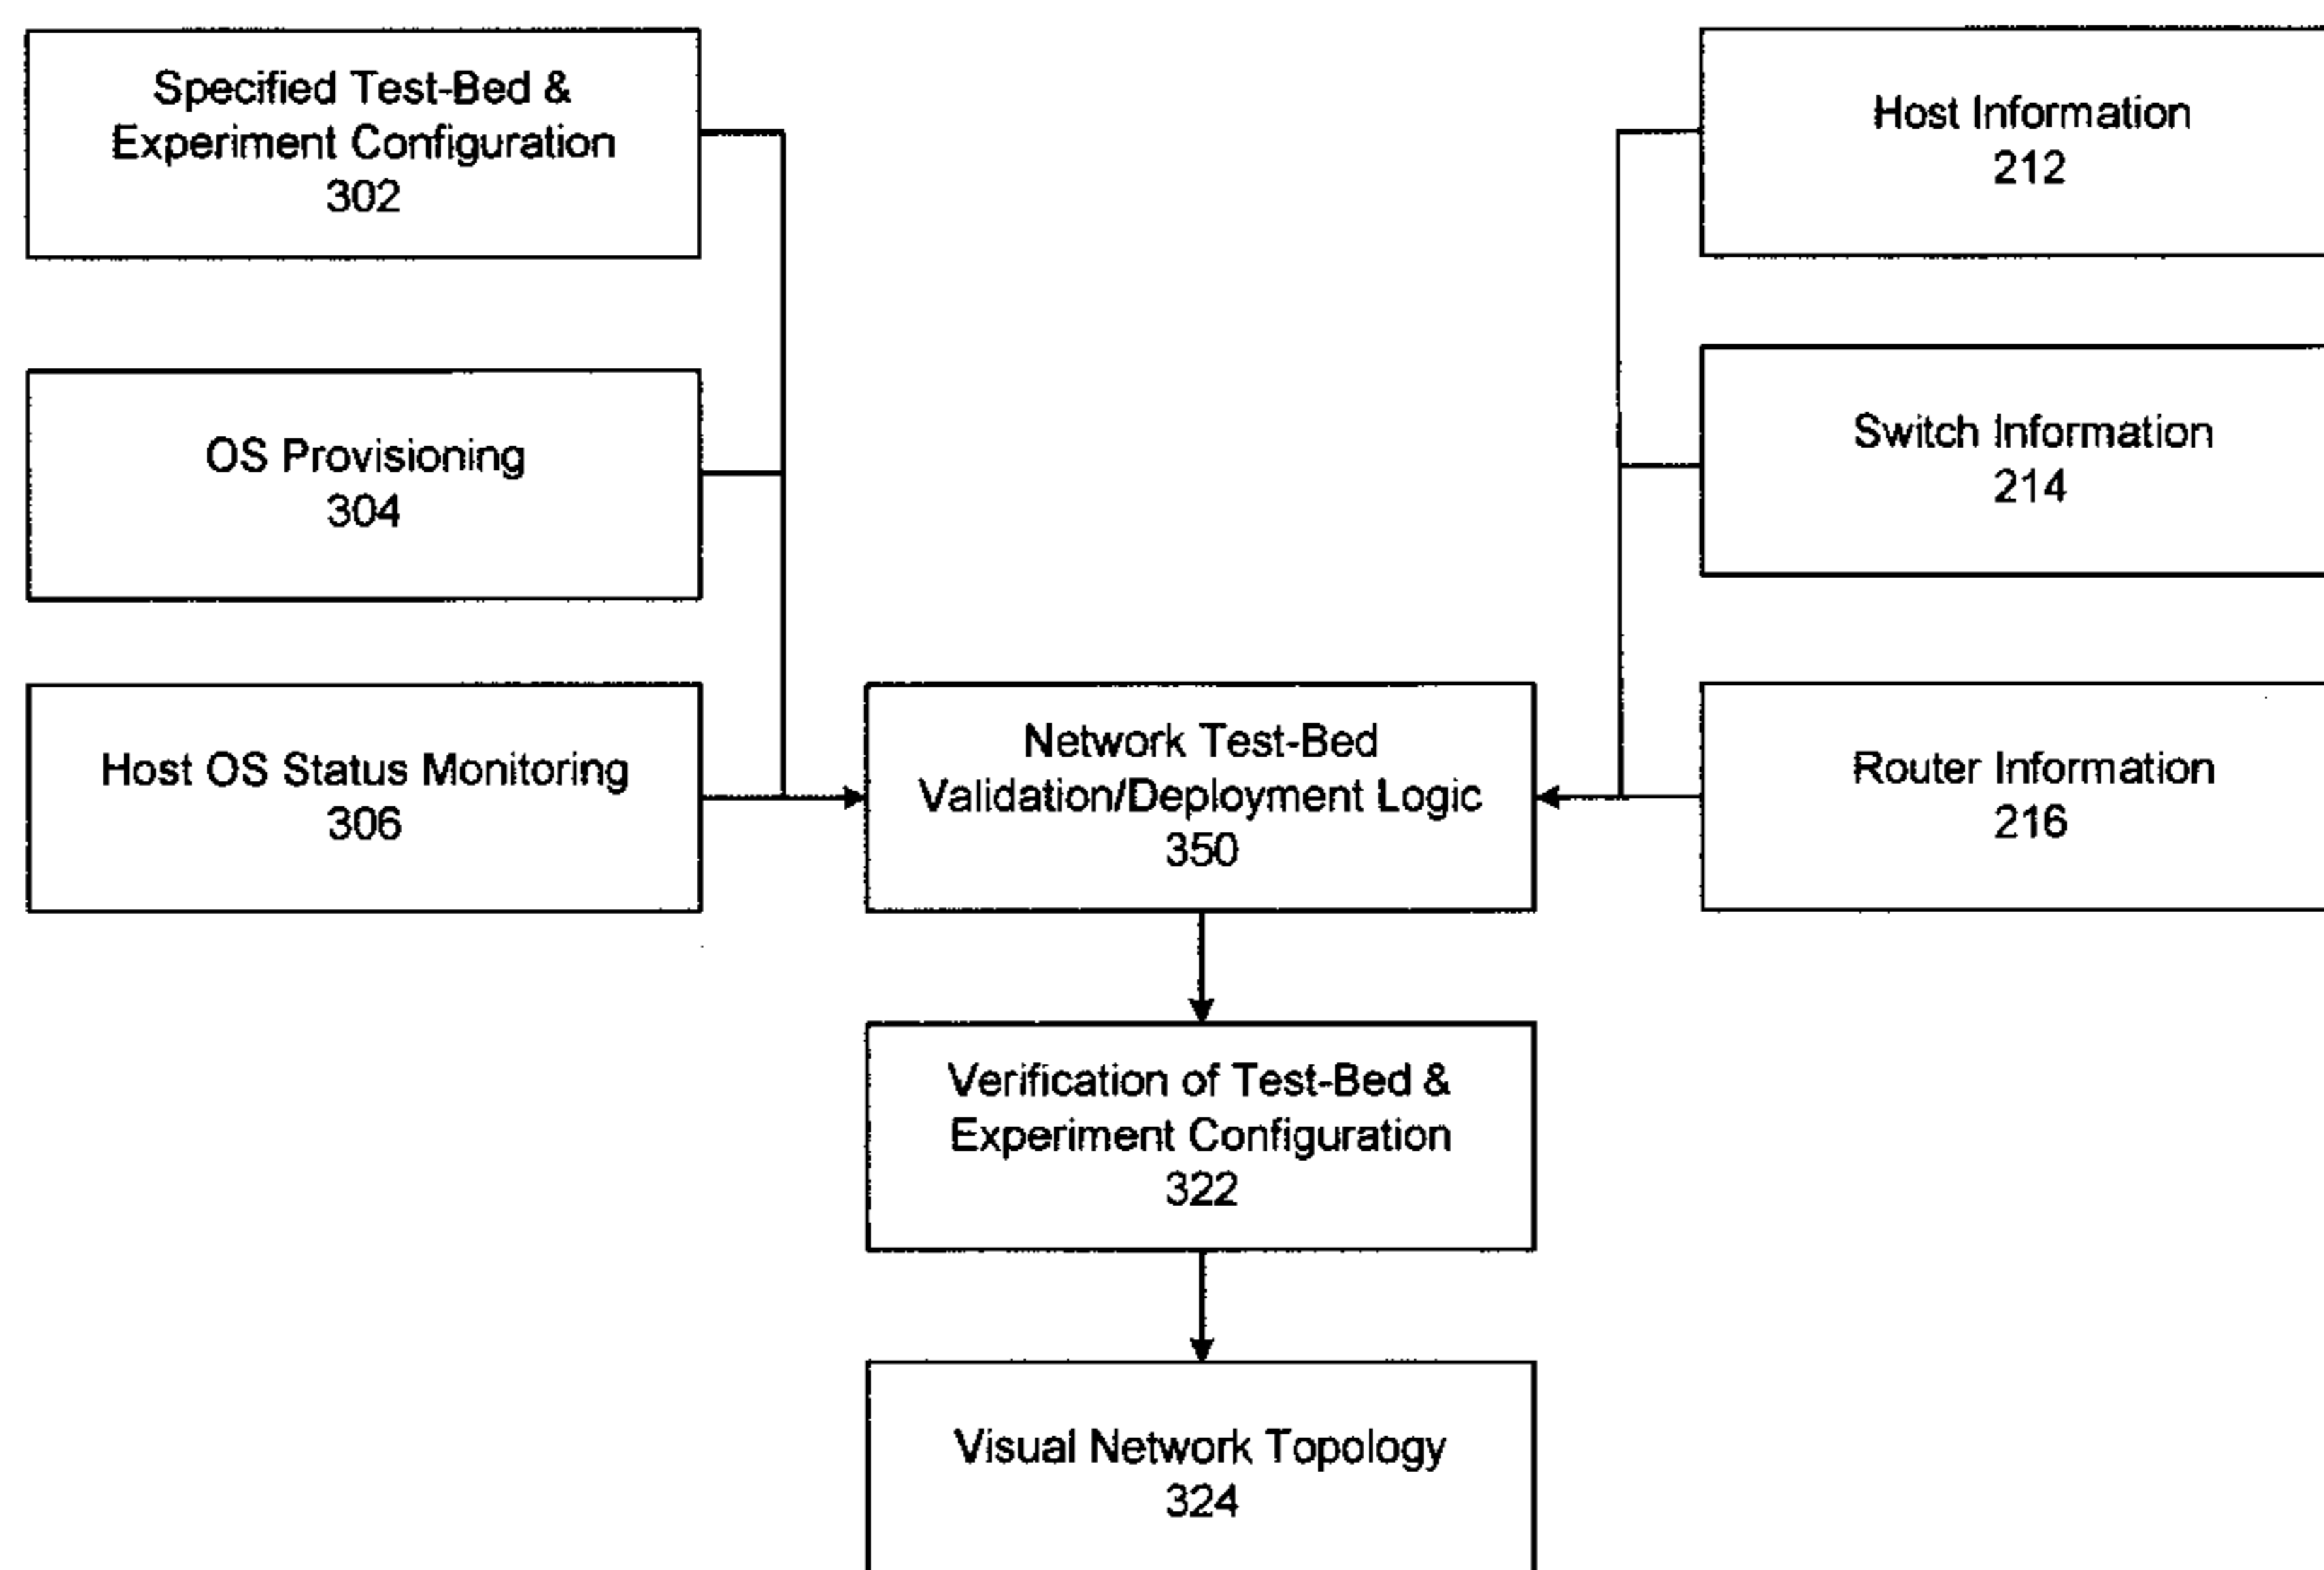 Specified Test-Bed &
Experiment Configuration
302
Host Information
212
OS Provisioning
304
Switch Information
214
Host OS Status Monitoring
306
Network Test-Bed
Validation/Deployment Logic
350
Router Information
216
Verification of Test-Bed &
Experiment Configuration
322
Visual Network Topology
324